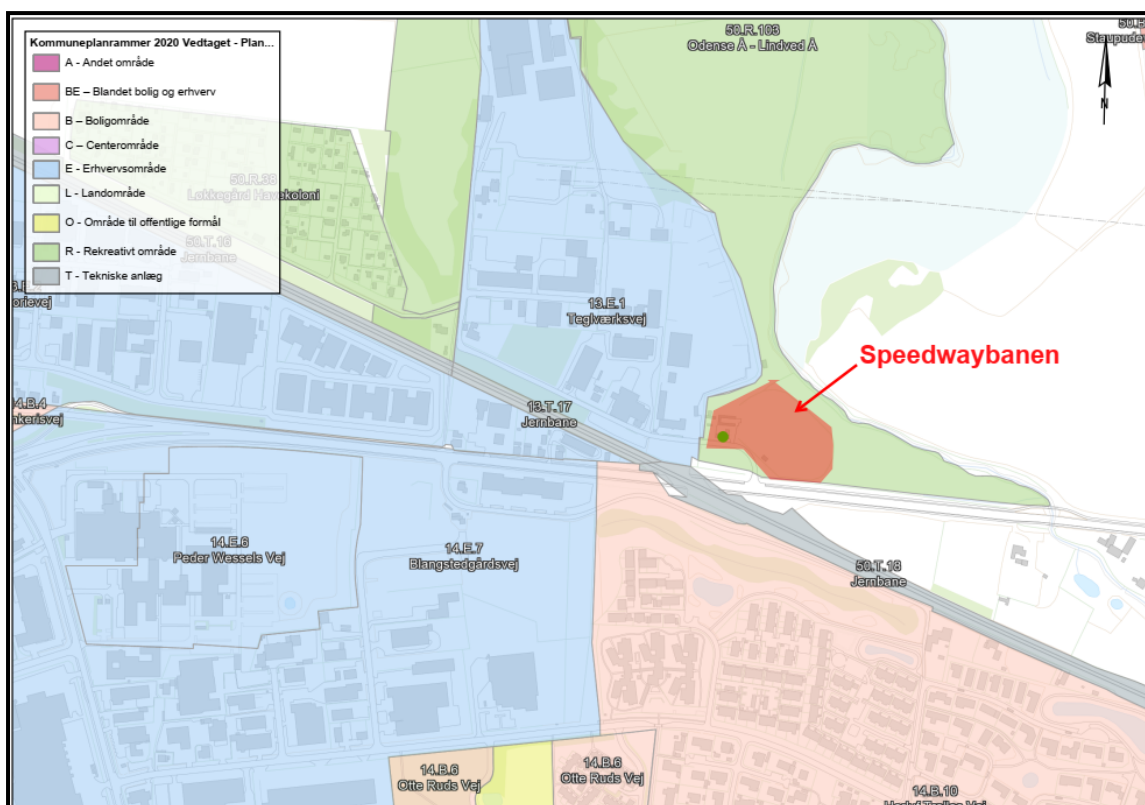 Kommuneplanrammer 2020 Vedtaget - Plan...
A - Andet område
BE – Blandet bolig og erhverv
B – Boligområde
C – Centerområde
E - Erhvervsområde
L - Landområde
O - Område til offentlige formål
R - Rekreativt område
T - Tekniske anlæg
50.R.103
Odense Å - Lindved Å
N
50.R.38
Løkkegård Havekoloni
50.T.16
Jernbane
13.E.1
Teglværksvej
Speedwaybanen
14.B.4
13.T.17
Jernbane
14.E.6
Peder Wessels Vej
14.E.7
Blangstedgårdsvej
50.T.18
Jernbane
14.B.6
Otte Ruds Vej
14.B.6
Otte Ruds Vej
14.B.10